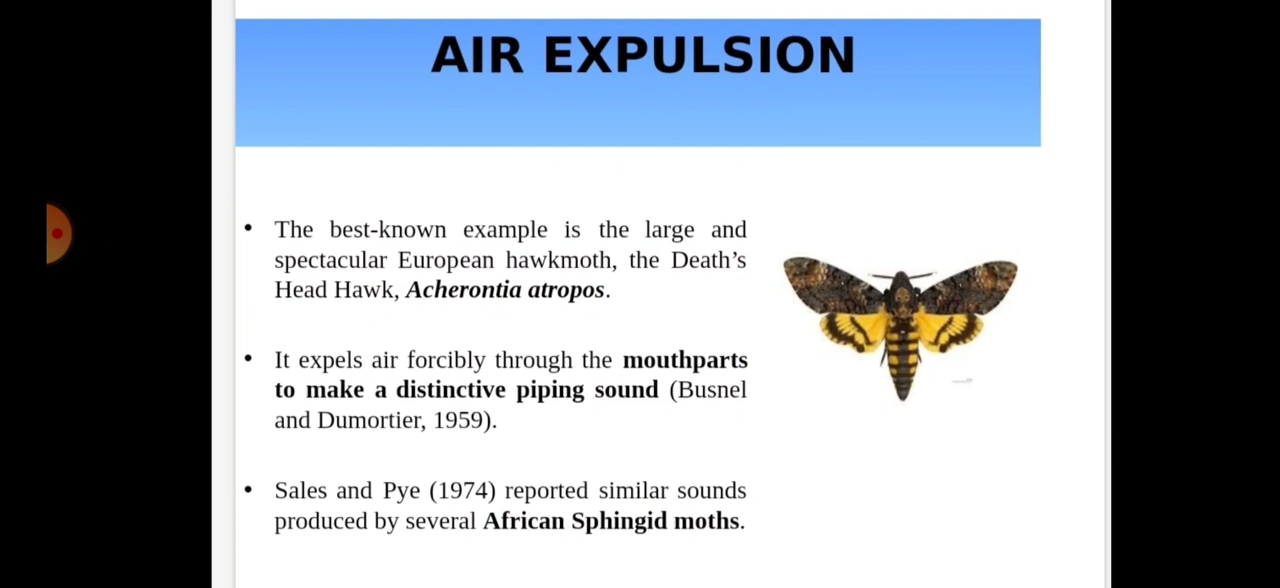 AIR EXPULSION
• The best-known example is the large and
spectacular European hawkmoth, the Death’s
Head Hawk, Acherontia atropos.
• It expels air forcibly through the mouthparts
to make a distinctive piping sound (Busnel
and Dumortier, 1959).
• Sales and Pye (1974) reported similar sounds
produced by several African Sphingid moths.